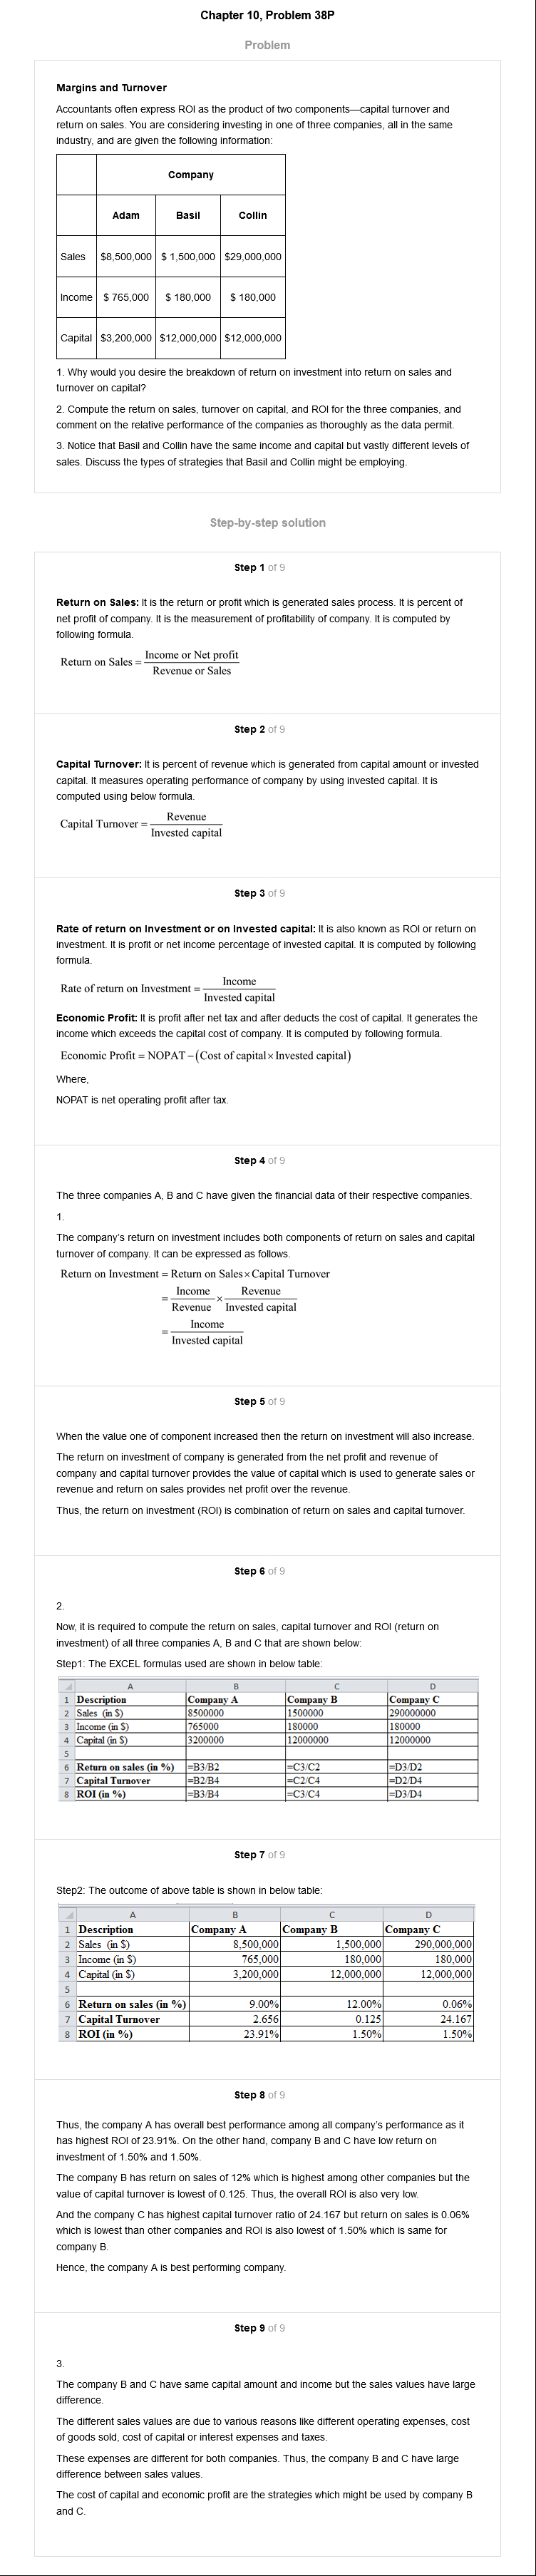 Chapter 10, Problem 38P
Problem
Margins and Turnover
Accountants often express ROI as the product of two components—capital turnover and
return on sales. You are considering investing in one of three companies, all in the same
industry, and are given the following information:
Company
Adam Basil Collin
Sales $8,500,000 $ 1,500,000 $29,000,000
Income $ 765,000 $ 180,000 $ 180,000
Capital $3,200,000 $12,000,000 $12,000,000
1. Why would you desire the breakdown of return on investment into return on sales and
turnover on capital?
2. Compute the return on sales, turnover on capital, and ROI for the three companies, and
comment on the relative performance of the companies as thoroughly as the data permit.
3. Notice that Basil and Collin have the same income and capital but vastly different levels of
sales. Discuss the types of strategies that Basil and Collin might be employing.
Step-by-step solution
Step 1 of 9
Return on Sales: It is the return or profit which is generated sales process. It is percent of
net profit of company. It is the measurement of profitability of company. It is computed by
following formula.
Return on Sales = Income or Net profit
Revenue or Sales
Step 2 of 9
Capital Turnover: It is percent of revenue which is generated from capital amount or invested
capital. It measures operating performance of company by using invested capital. It is
computed using below formula.
Capital Turnover = Revenue
Invested capital
Step 3 of 9
Rate of return on Investment or on Invested capital: It is also known as ROI or return on
investment. It is profit or net income percentage of invested capital. It is computed by following
formula.
Rate of return on Investment = Income
Invested capital
Economic Profit: It is profit after net tax and after deducts the cost of capital. It generates the
income which exceeds the capital cost of company. It is computed by following formula.
Economic Profit = NOPAT − (Cost of capital × Invested capital)
Where,
NOPAT is net operating profit after tax.
Step 4 of 9
The three companies A, B and C have given the financial data of their respective companies.
1.
The company's return on investment includes both components of return on sales and capital
turnover of company. It can be expressed as follows.
Return on Investment = Return on Sales × Capital Turnover
= Income × Revenue
Revenue Invested capital
= Income
Invested capital
Step 5 of 9
When the value one of component increased then the return on investment will also increase.
The return on investment of company is generated from the net profit and revenue of
company and capital turnover provides the value of capital which is used to generate sales or
revenue and return on sales provides net profit over the revenue.
Thus, the return on investment (ROI) is combination of return on sales and capital turnover.
Step 6 of 9
2.
Now, it is required to compute the return on sales, capital turnover and ROI (return on
investment) of all three companies A, B and C that are shown below:
Step1: The EXCEL formulas used are shown in below table:
A B C D
1 Description Company A Company B Company C
2 Sales (in $) 8500000 1500000 290000000
3 Income (in $) 765000 180000 180000
4 Capital (in $) 3200000 12000000 12000000
5
6 Return on sales (in %) =B3/B2 =C3/C2 =D3/D2
7 Capital Turnover =B2/B4 =C2/C4 =D2/D4
8 ROI (in %) =B3/B4 =C3/C4 =D3/D4
Step 7 of 9
Step2: The outcome of above table is shown in below table:
A B C D
1 Description Company A Company B Company C
2 Sales (in $) 8,500,000 1,500,000 290,000,000
3 Income (in $) 765,000 180,000 180,000
4 Capital (in $) 3,200,000 12,000,000 12,000,000
5
6 Return on sales (in %) 9.00% 12.00% 0.06%
7 Capital Turnover 2.656 0.125 24.167
8 ROI (in %) 23.91% 1.50% 1.50%
Step 8 of 9
Thus, the company A has overall best performance among all company's performance as it
has highest ROI of 23.91%. On the other hand, company B and C have low return on
investment of 1.50% and 1.50%.
The company B has return on sales of 12% which is highest among other companies but the
value of capital turnover is lowest of 0.125. Thus, the overall ROI is also very low.
And the company C has highest capital turnover ratio of 24.167 but return on sales is 0.06%
which is lowest than other companies and ROI is also lowest of 1.50% which is same for
company B.
Hence, the company A is best performing company.
Step 9 of 9
3.
The company B and C have same capital amount and income but the sales values have large
difference.
The different sales values are due to various reasons like different operating expenses, cost
of goods sold, cost of capital or interest expenses and taxes.
These expenses are different for both companies. Thus, the company B and C have large
difference between sales values.
The cost of capital and economic profit are the strategies which might be used by company B
and C.